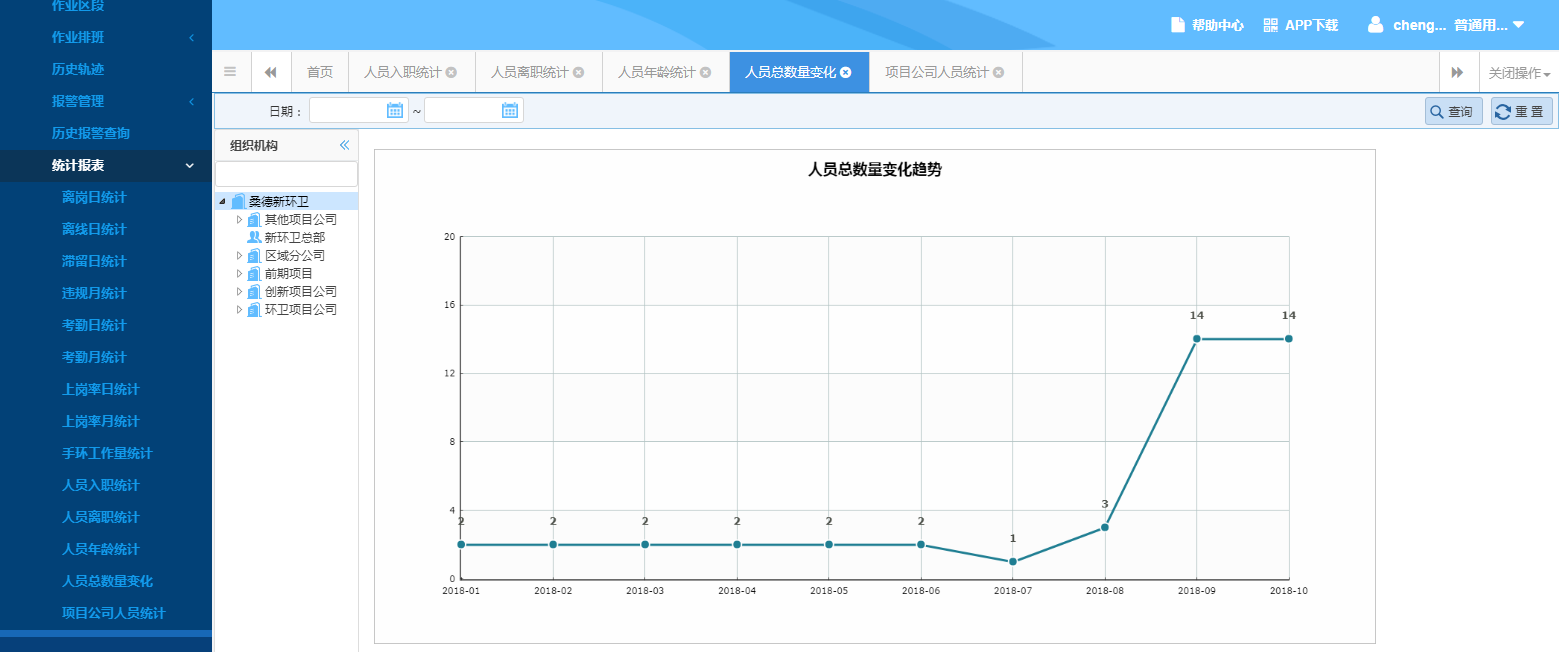 作业区段
作业排班
历史轨迹
报警管理
历史报警查询
统计报表
离岗日统计
离线日统计
滞留日统计
违规月统计
考勤日统计
考勤月统计
上岗率日统计
上岗率月统计
手环工作量统计
人员入职统计
人员离职统计
人员年龄统计
人员总数量变化
项目公司人员统计
帮助中心 APP下载 cheng... 普通用...
首页 人员入职统计 人员离职统计 人员年龄统计 人员总数量变化 项目公司人员统计 关闭操作
日期： ~ 查询 重置
组织机构
桑德新环卫
其他项目公司
新环卫总部
区域分公司
前期项目
创新项目公司
环卫项目公司
人员总数量变化趋势
20
16
12
8
4
0
2 2 2 2 2 2 1 3 14 14
2018-01 2018-02 2018-03 2018-04 2018-05 2018-06 2018-07 2018-08 2018-09 2018-10